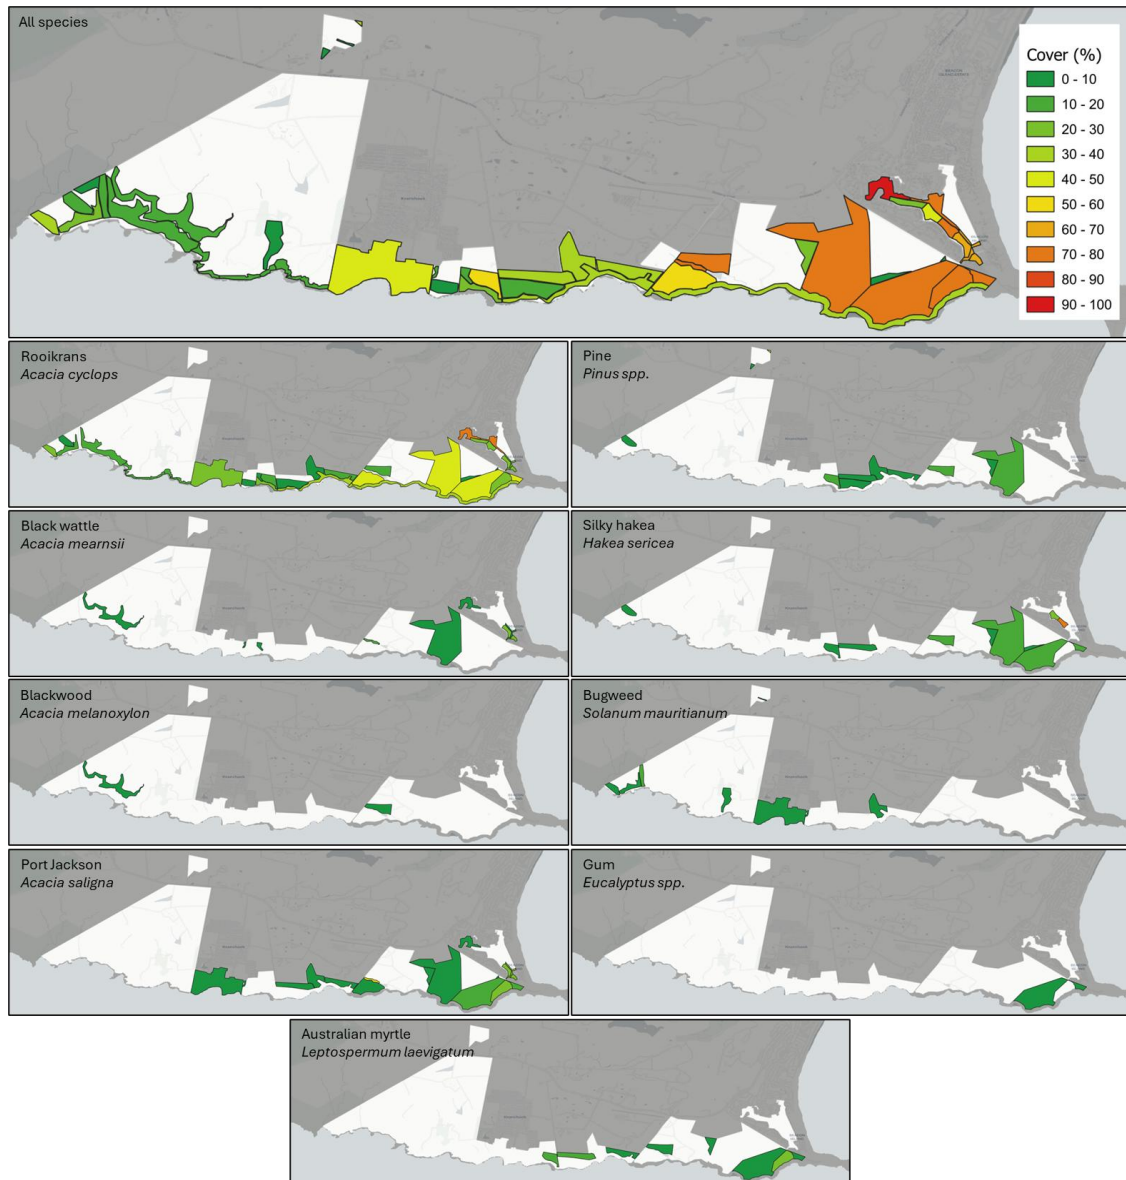 All species
Cover (%)
0 - 10
10 - 20
20 - 30
30 - 40
40 - 50
50 - 60
60 - 70
70 - 80
80 - 90
90 - 100
Rooikrans
Acacia cyclops
Pine
Pinus spp.
Black wattle
Acacia mearnsii
Silky hakea
Hakea sericea
Blackwood
Acacia melanoxylon
Bugweed
Solanum mauritianum
Port Jackson
Acacia saligna
Gum
Eucalyptus spp.
Australian myrtle
Leptospermum laevigatum